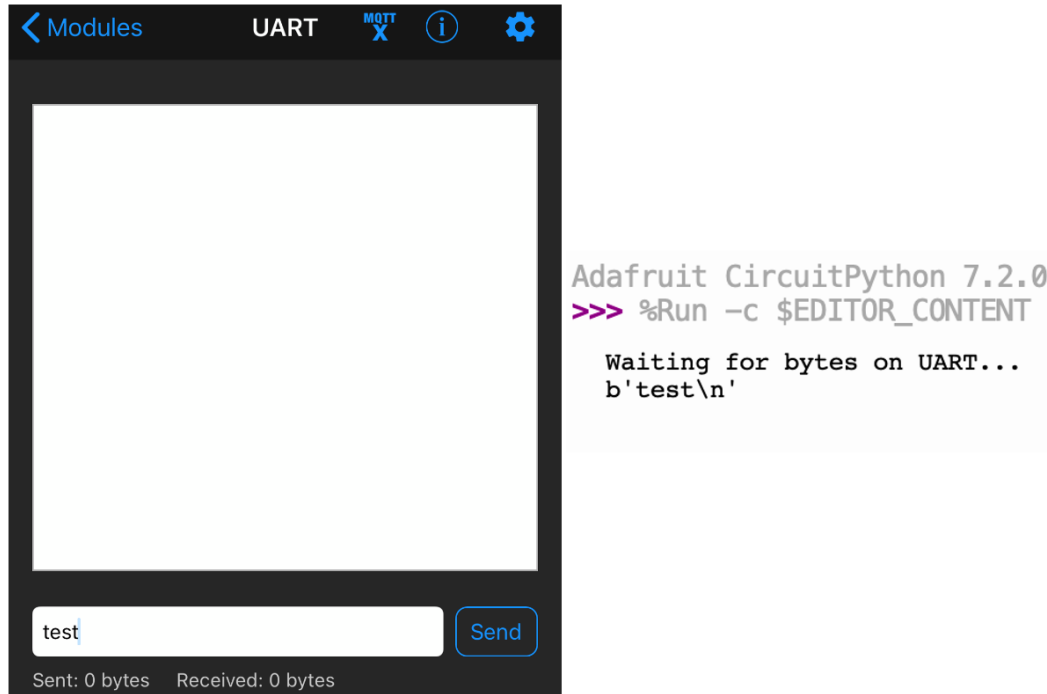 Modules
UART
MQTT
X
i
test
Send
Sent: 0 bytes
Received: 0 bytes
Adafruit CircuitPython 7.2.0
>>> %Run -c $EDITOR_CONTENT
Waiting for bytes on UART...
b'test\n'